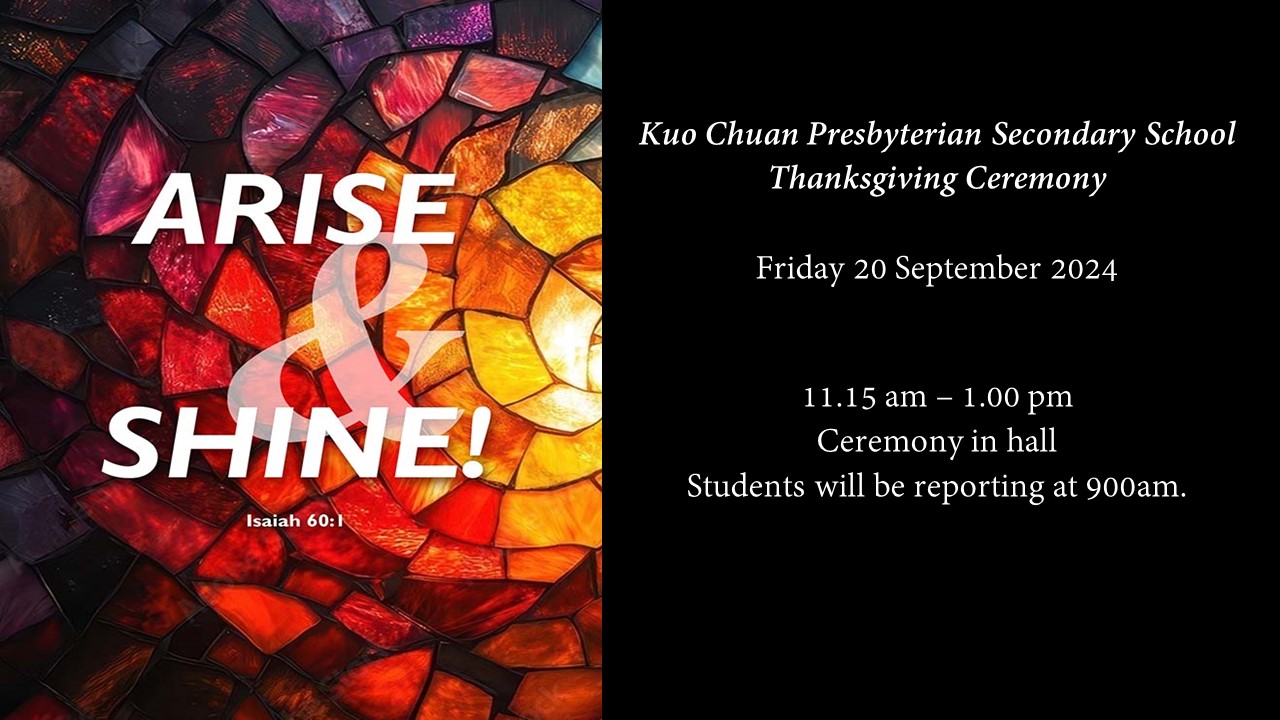 ARISE
&
SHINE!
Isaiah 60:1
Kuo Chuan Presbyterian Secondary School
Thanksgiving Ceremony
Friday 20 September 2024
11.15 am – 1.00 pm
Ceremony in hall
Students will be reporting at 900am.